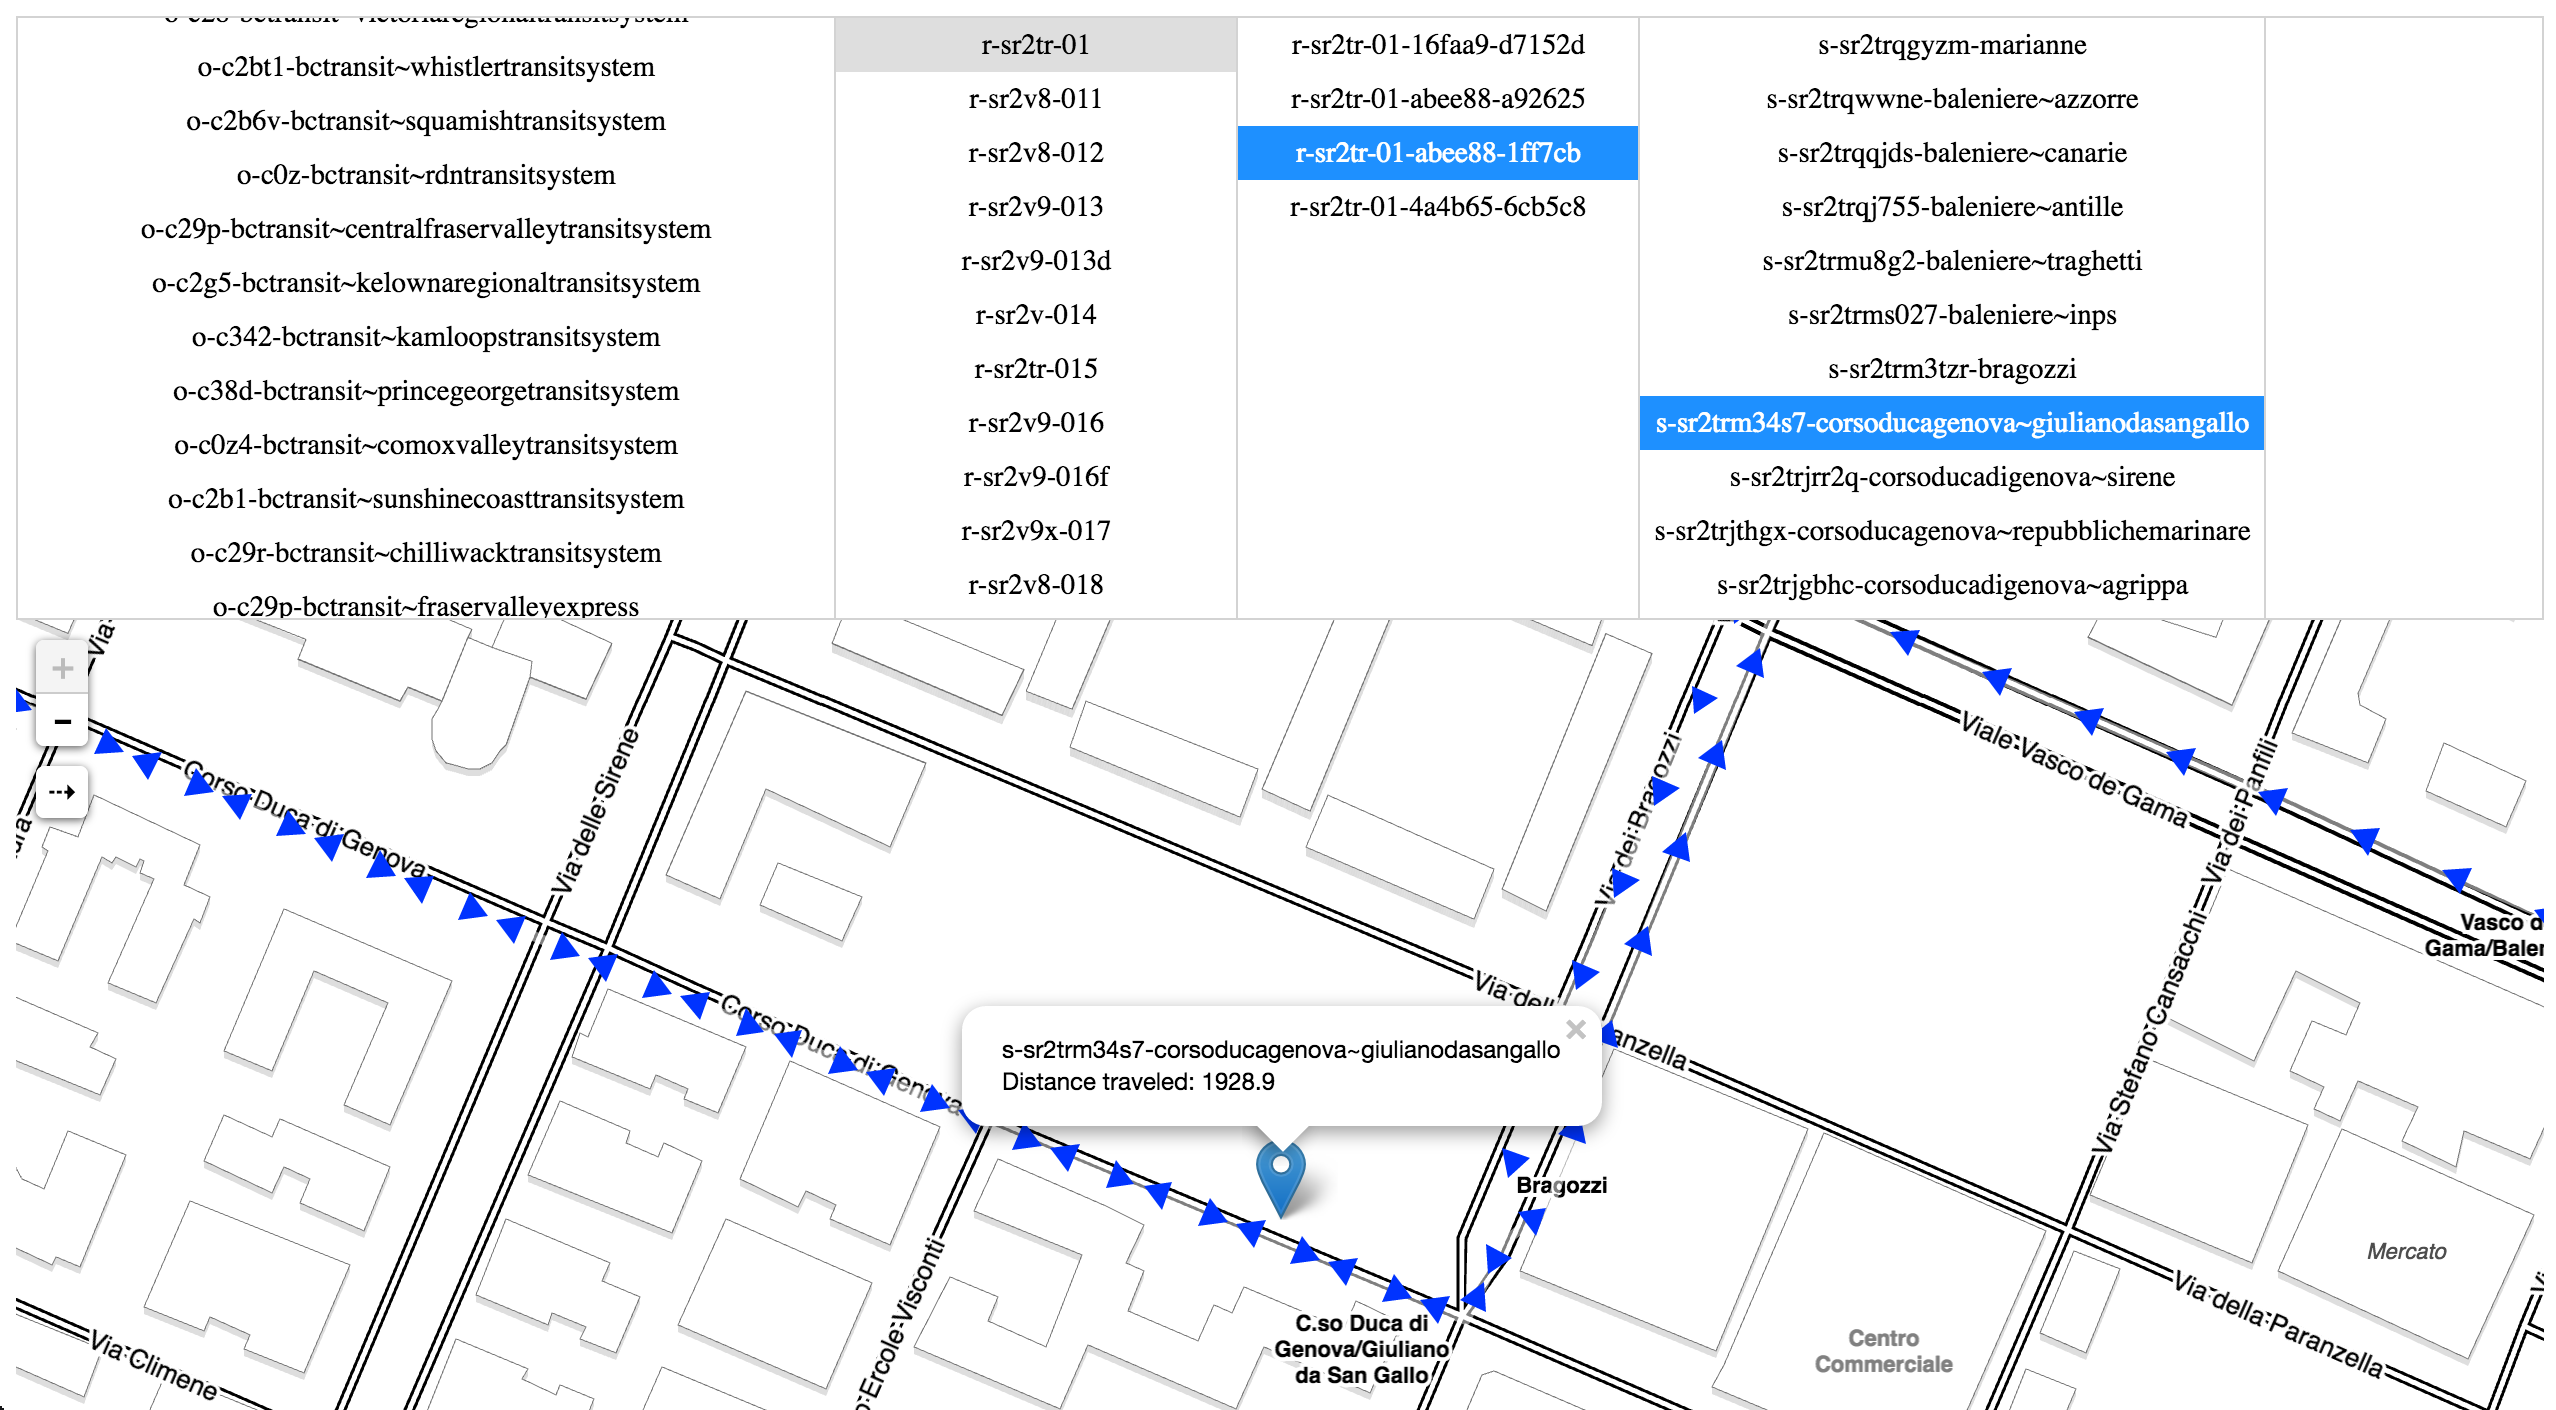 o-c28-bctransit~victoriaregionaltransitsystem
o-c2bt1-bctransit~whistlertransitsystem
o-c2b6v-bctransit~squamishtransitsystem
o-c0z-bctransit~rdntransitsystem
o-c29p-bctransit~centralfraservalleytransitsystem
o-c2g5-bctransit~kelownaregionaltransitsystem
o-c342-bctransit~kamloopstransitsystem
o-c38d-bctransit~princegeorgetransitsystem
o-c0z4-bctransit~comoxvalleytransitsystem
o-c2b1-bctransit~sunshinecoasttransitsystem
o-c29r-bctransit~chilliwacktransitsystem
o-c29p-bctransit~fraservalleyexpress
r-sr2tr-01
r-sr2v8-011
r-sr2v8-012
r-sr2v9-013
r-sr2v9-013d
r-sr2v-014
r-sr2tr-015
r-sr2v9-016
r-sr2v9-016f
r-sr2v9x-017
r-sr2v8-018
r-sr2tr-01-16faa9-d7152d
r-sr2tr-01-abee88-a92625
r-sr2tr-01-abee88-1ff7cb
r-sr2tr-01-4a4b65-6cb5c8
s-sr2trqgyzm-marianne
s-sr2trqwwne-baleniere~azzorre
s-sr2trqqjds-baleniere~canarie
s-sr2trqj755-baleniere~antille
s-sr2trmu8g2-baleniere~traghetti
s-sr2trms027-baleniere~inps
s-sr2trm3tzr-bragozzi
s-sr2trm34s7-corsoducagenova~giulianodasangallo
s-sr2trjrr2q-corsoducadigenova~sirene
s-sr2trjthgx-corsoducagenova~repubblichemarinare
s-sr2trjgbhc-corsoducadigenova~agrippa
Via
+
−
Corso Duca di Genova
Via delle Sirene
Via dei Bragozzi
Viale Vasco de Gama
Via dei Panfili
Vasco d
Gama/Baler
Via Stefano Cansacchi
Corso Duca di Genova
Via dell
anzella
s-sr2trm34s7-corsoducagenova~giulianodasangallo
Distance traveled: 1928.9
×
Bragozzi
Mercato
Via della Paranzella
Centro
Commerciale
C.so Duca di
Genova/Giuliano
da San Gallo
Ercole Visconti
Via Climene